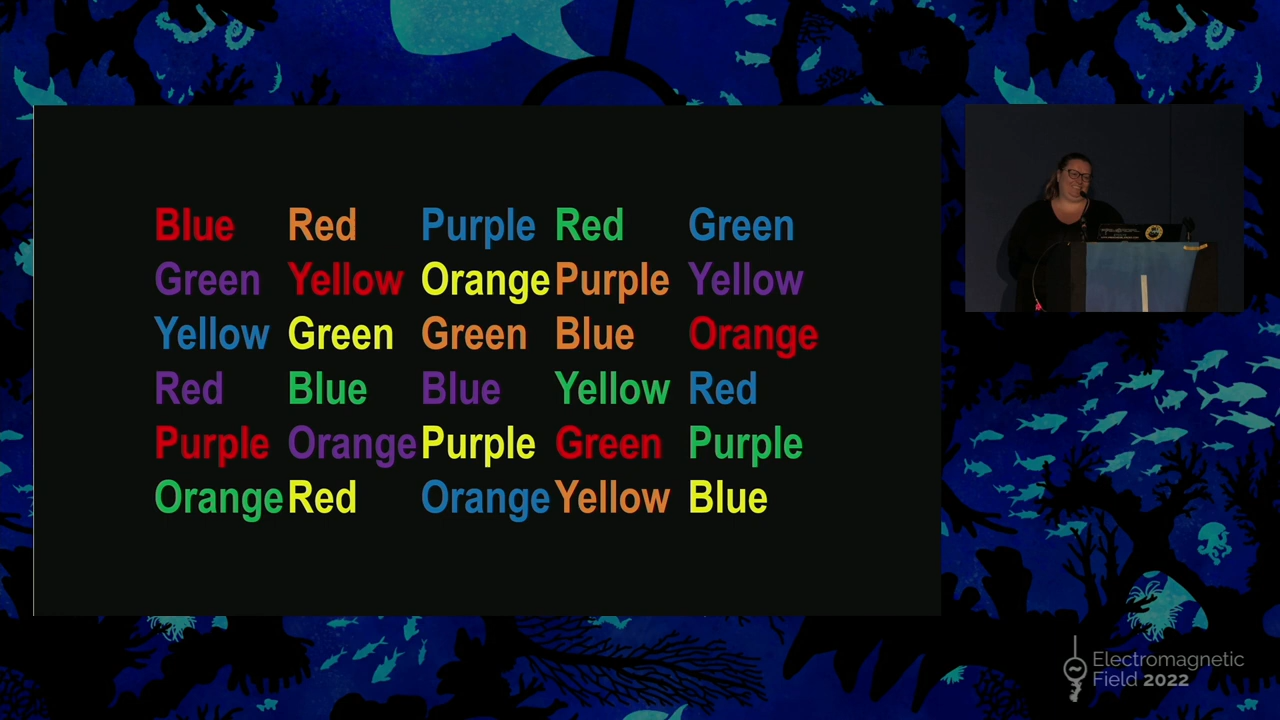 Blue Red Purple Red Green
Green Yellow Orange Purple Yellow
Yellow Green Green Blue Orange
Red Blue Blue Yellow Red
Purple Orange Purple Green Purple
Orange Red Orange Yellow Blue
Electromagnetic
Field 2022